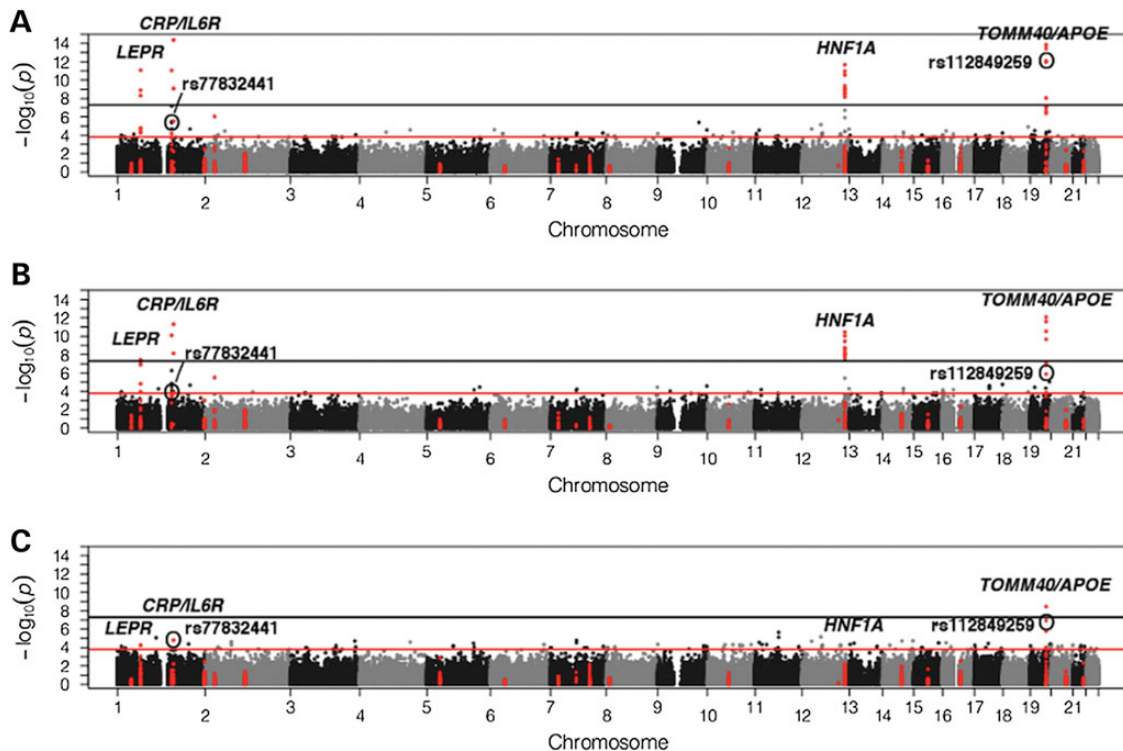 A
CRP/IL6R
TOMM40/APOE
LEPR
HNF1A
rs112849259
rs77832441
−log₁₀(p)
14
12
10
8
6
4
2
0
1 2 3 4 5 6 7 8 9 10 11 12 13 14 15 16 17 18 19 21
Chromosome
B
CRP/IL6R
TOMM40/APOE
LEPR
HNF1A
rs77832441
rs112849259
−log₁₀(p)
14
12
10
8
6
4
2
0
1 2 3 4 5 6 7 8 9 10 11 12 13 14 15 16 17 18 19 21
Chromosome
C
TOMM40/APOE
CRP/IL6R
LEPR
rs77832441
HNF1A
rs112849259
−log₁₀(p)
14
12
10
8
6
4
2
0
1 2 3 4 5 6 7 8 9 10 11 12 13 14 15 16 17 18 19 21
Chromosome